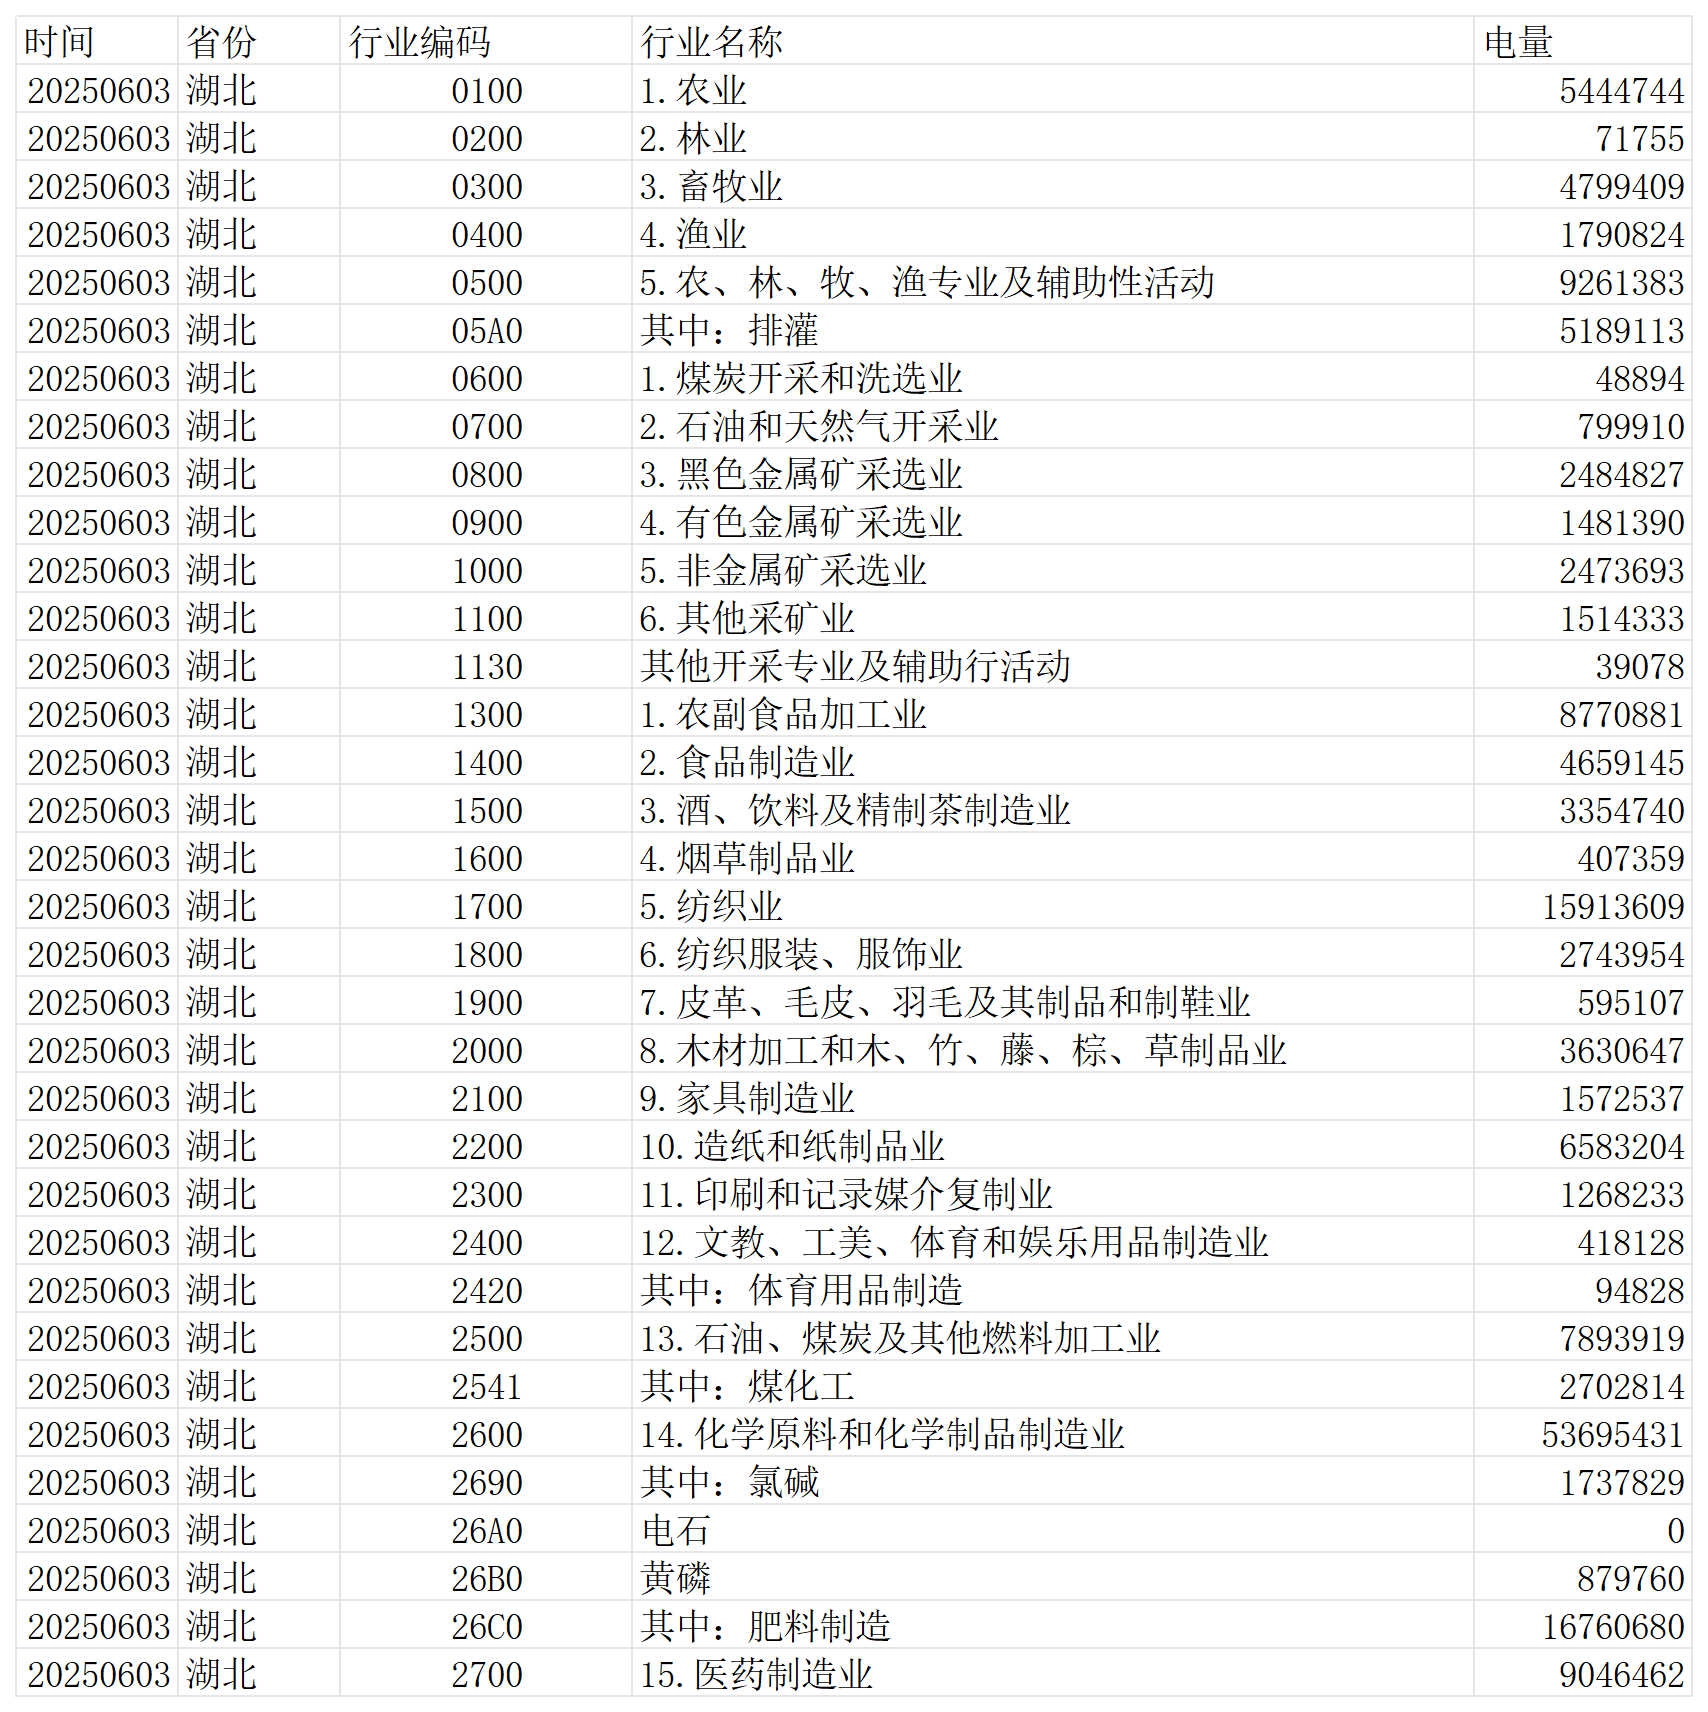 时间 省份 行业编码 行业名称 电量
20250603 湖北 0100 1.农业 5444744
20250603 湖北 0200 2.林业 71755
20250603 湖北 0300 3.畜牧业 4799409
20250603 湖北 0400 4.渔业 1790824
20250603 湖北 0500 5.农、林、牧、渔专业及辅助性活动 9261383
20250603 湖北 05A0 其中：排灌 5189113
20250603 湖北 0600 1.煤炭开采和洗选业 48894
20250603 湖北 0700 2.石油和天然气开采业 799910
20250603 湖北 0800 3.黑色金属矿采选业 2484827
20250603 湖北 0900 4.有色金属矿采选业 1481390
20250603 湖北 1000 5.非金属矿采选业 2473693
20250603 湖北 1100 6.其他采矿业 1514333
20250603 湖北 1130 其他开采专业及辅助行活动 39078
20250603 湖北 1300 1.农副食品加工业 8770881
20250603 湖北 1400 2.食品制造业 4659145
20250603 湖北 1500 3.酒、饮料及精制茶制造业 3354740
20250603 湖北 1600 4.烟草制品业 407359
20250603 湖北 1700 5.纺织业 15913609
20250603 湖北 1800 6.纺织服装、服饰业 2743954
20250603 湖北 1900 7.皮革、毛皮、羽毛及其制品和制鞋业 595107
20250603 湖北 2000 8.木材加工和木、竹、藤、棕、草制品业 3630647
20250603 湖北 2100 9.家具制造业 1572537
20250603 湖北 2200 10.造纸和纸制品业 6583204
20250603 湖北 2300 11.印刷和记录媒介复制业 1268233
20250603 湖北 2400 12.文教、工美、体育和娱乐用品制造业 418128
20250603 湖北 2420 其中：体育用品制造 94828
20250603 湖北 2500 13.石油、煤炭及其他燃料加工业 7893919
20250603 湖北 2541 其中：煤化工 2702814
20250603 湖北 2600 14.化学原料和化学制品制造业 53695431
20250603 湖北 2690 其中：氯碱 1737829
20250603 湖北 26A0 电石 0
20250603 湖北 26B0 黄磷 879760
20250603 湖北 26C0 其中：肥料制造 16760680
20250603 湖北 2700 15.医药制造业 9046462